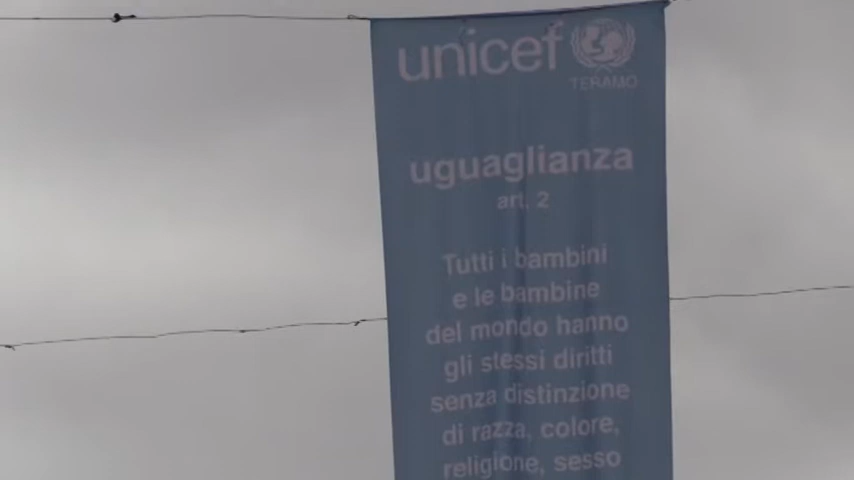 unicef
TERAMO
uguaglianza
art. 2
Tutti i bambini
e le bambine
del mondo hanno
gli stessi diritti
senza distinzione
di razza, colore,
religione, sesso